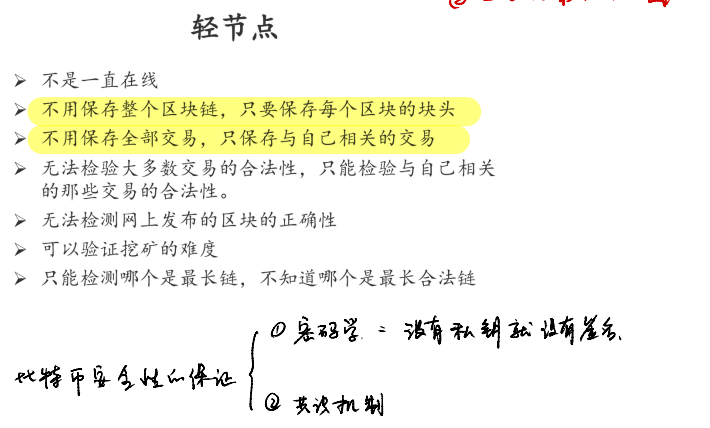 轻节点
➢ 不是一直在线
➢ 不用保存整个区块链，只要保存每个区块的块头
➢ 不用保存全部交易，只保存与自己相关的交易
➢ 无法检验大多数交易的合法性，只能检验与自己相关
的那些交易的合法性。
➢ 无法检测网上发布的区块的正确性
➢ 可以验证挖矿的难度
➢ 只能检测哪个是最长链，不知道哪个是最长合法链
① 密码学：没有私钥就没有签名
比特币安全性的保证
② 共识机制